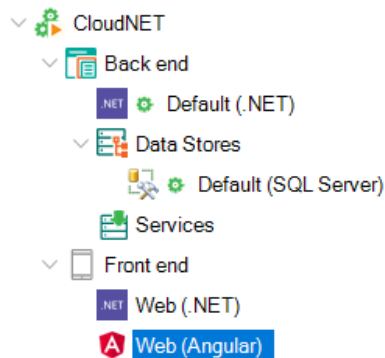 CloudNET
Back end
.NET Default (.NET)
Data Stores
Default (SQL Server)
Services
Front end
.NET Web (.NET)
A Web (Angular)